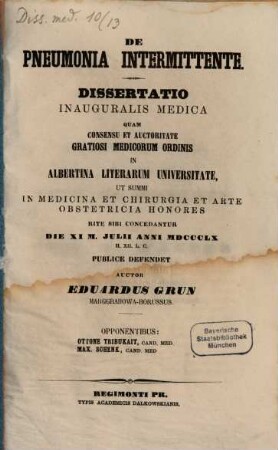 Diss. med. 10/13
DE
PNEUMONIA INTERMITTENTE.
DISSERTATIO
INAUGURALIS MEDICA
QUAM
CONSENSU ET AUCTORITATE
GRATIOSI MEDICORUM ORDINIS
IN
ALBERTINA LITERARUM UNIVERSITATE,
UT SUMMI
IN MEDICINA ET CHIRURGIA ET ARTE
OBSTETRICIA HONORES
RITE SIBI CONCEDANTUR
DIE XI M. JULII ANNI MDCCCLX
H. XII. L. C.
PUBLICE DEFENDET
AUCTOR
EDUARDUS GRUN
MARGGRABOWA-BORUSSUS.
OPPONENTIBUS:
OTTONE TRIBUKAIT, CAND. MED.
MAX. SCHENK, CAND. MED
Bayerische
Staatsbibliothek
München
REGIMONTI PR.
TYPIS ACADEMICIS DALKOWSKIANIS.